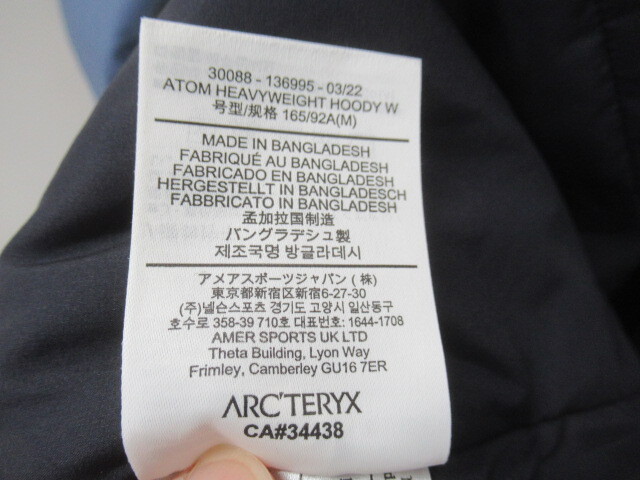 30088 - 136995 - 03/22
ATOM HEAVYWEIGHT HOODY W
号型/规格 165/92A(M)
MADE IN BANGLADESH
FABRIQUÉ AU BANGLADESH
FABRICADO EN BANGLADESH
HERGESTELLT IN BANGLADESCH
FABBRICATO IN BANGLADESH
孟加拉国制造
バングラデシュ製
제조국명 방글라데시
アメアスポーツジャパン (株)
東京都新宿区新宿6-27-30
(주)넬슨스포츠 경기도 고양시 일산동구
호수로 358-39 710호 대표번호: 1644-1708
AMER SPORTS UK LTD
Theta Building, Lyon Way
Frimley, Camberley GU16 7ER
ARC'TERYX
CA#34438